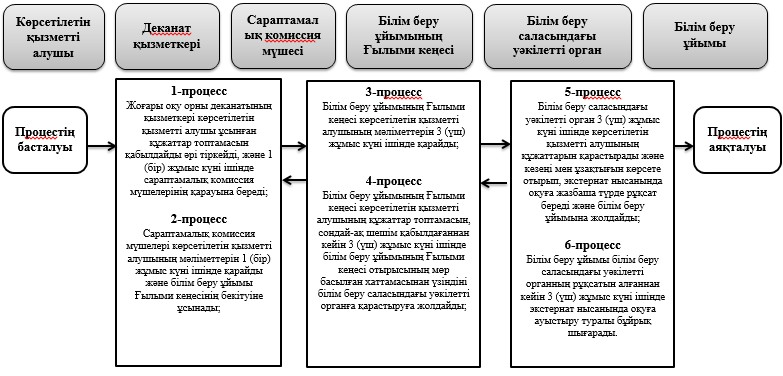 Көрсетілетін
қызметті
алушы
Деканат
қызметкері
Сараптамал
ық комиссия
мүшесі
Білім беру
ұйымының
Ғылыми кеңесі
Білім беру
саласындағы
уәкілетті орган
Білім беру
ұйымы
Процестің
басталуы
1-процесс
Жоғары оқу орны деканатының
қызметкері көрсетілетін
қызметті алушы ұсынған
құжаттар топтамасын
қабылдайды әрі тіркейді, және 1
(бір) жұмыс күні ішінде
сараптамалық комиссия
мүшелерінің қарауына береді;
2-процесс
Сараптамалық комиссия
мүшелері көрсетілетін қызметті
алушының мәліметтерін 1 (бір)
жұмыс күні ішінде қарайды
және білім беру ұйымы
Ғылыми кеңесінің бекітуіне
ұсынады;
3-процесс
Білім беру ұйымының Ғылыми
кеңесі көрсетілетін қызметті
алушының мәліметтерін 3 (үш)
жұмыс күні ішінде қарайды;
4-процесс
Білім беру ұйымының Ғылыми
кеңесі көрсетілетін қызметті
алушының құжаттар топтамасын,
сондай-ақ шешім қабылдағаннан
кейін 3 (үш) жұмыс күні ішінде
білім беру ұйымының Ғылыми
кеңесі отырысының мөр
басылған хаттамасынан үзіндіні
білім беру саласындағы уәкілетті
органға қарастыруға жолдайды;
5-процесс
Білім беру саласындағы
уәкілетті орган 3 (үш) жұмыс
күні ішінде көрсетілетін
қызметті алушының
құжаттарын қарастырады және
кезеңі мен ұзақтығын көрсете
отырып, экстернат нысанында
оқуға жазбаша түрде рұқсат
береді және білім беру
ұйымына жолдайды;
6-процесс
Білім беру ұйымы білім беру
саласындағы уәкілетті
органның рұқсатын алғаннан
кейін 3 (үш) жұмыс күні ішінде
экстернат нысанында оқуға
ауыстыру туралы бұйрық
шығарады.
Процестің
аяқталуы